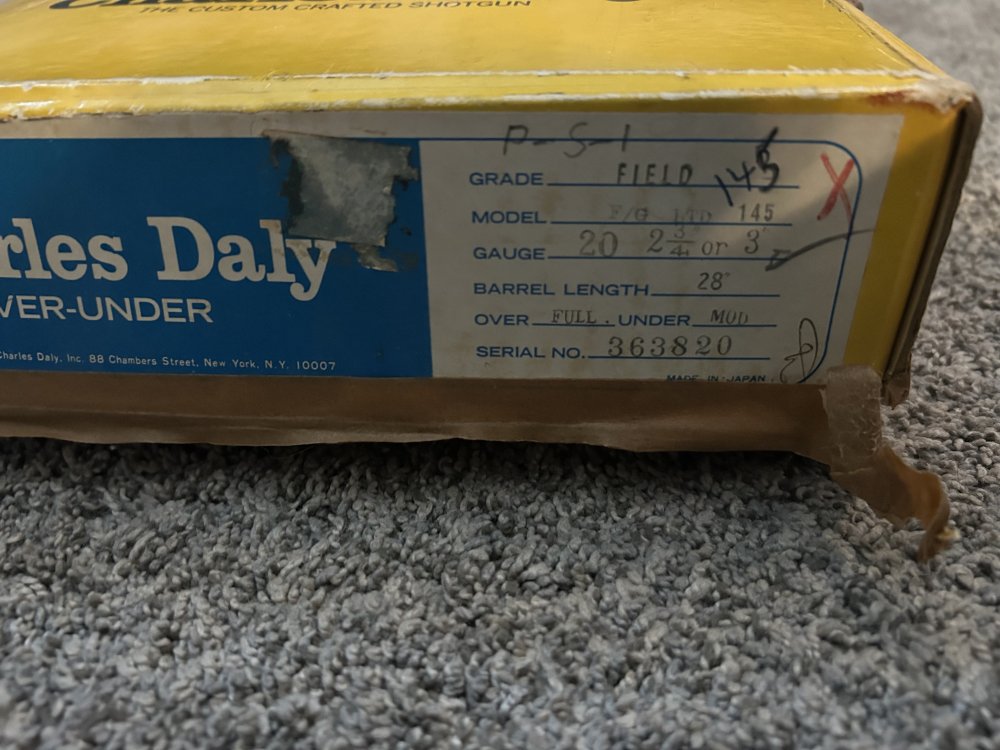 THE CUSTOM CRAFTED SHOTGUN
rles Daly
VER-UNDER
Charles Daly, Inc. 88 Chambers Street, New York, N.Y. 10007
P-S-1
GRADE FIELD 145
X
MODEL F/G LTD 145
GAUGE 20 2 3/4 or 3"
BARREL LENGTH 28"
OVER FULL. UNDER MOD
SERIAL NO. 363820
MADE IN JAPAN